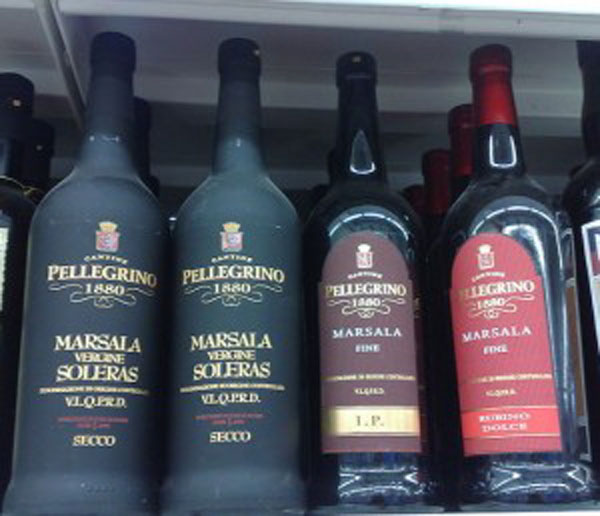 CANTINE
PELLEGRINO
1880
MARSALA
VERGINE
SOLERAS
V.L.Q.P.R.D.
SECCO
CANTINE
PELLEGRINO
1880
MARSALA
VERGINE
SOLERAS
V.L.Q.P.R.D.
SECCO
CANTINE
PELLEGRINO
1880
MARSALA
FINE
I.P.
CANTINE
PELLEGRINO
1880
MARSALA
FINE
RUBINO
DOLCE